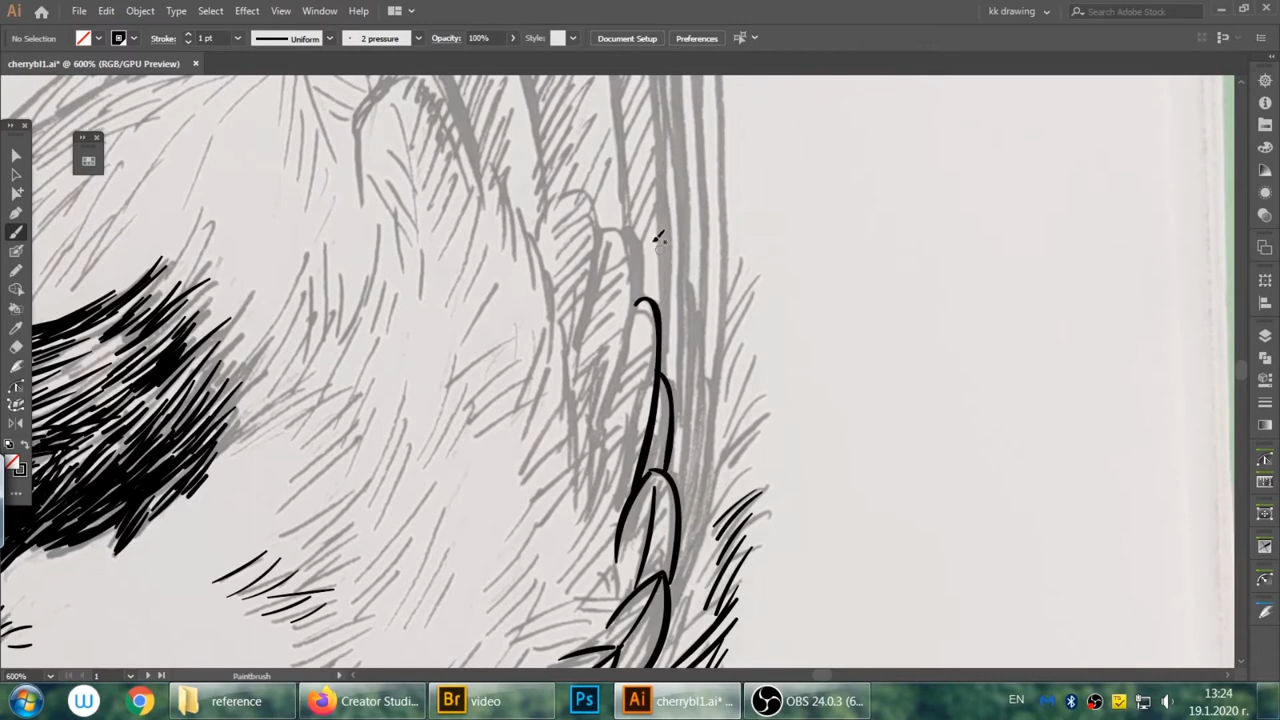 Ai File Edit Object Type Select Effect View Window Help kk drawing Search Adobe Stock
No Selection Stroke: 1 pt Uniform 2 pressure Opacity: 100% Style: Document Setup Preferences
cherrybl1.ai* @ 600% (RGB/GPU Preview)
600% 1 Paintbrush
W reference Creator Studi... Br video Ps Ai cherrybl1.ai* ... OBS 24.0.3 (6... EN 13:24
19.1.2020 г.